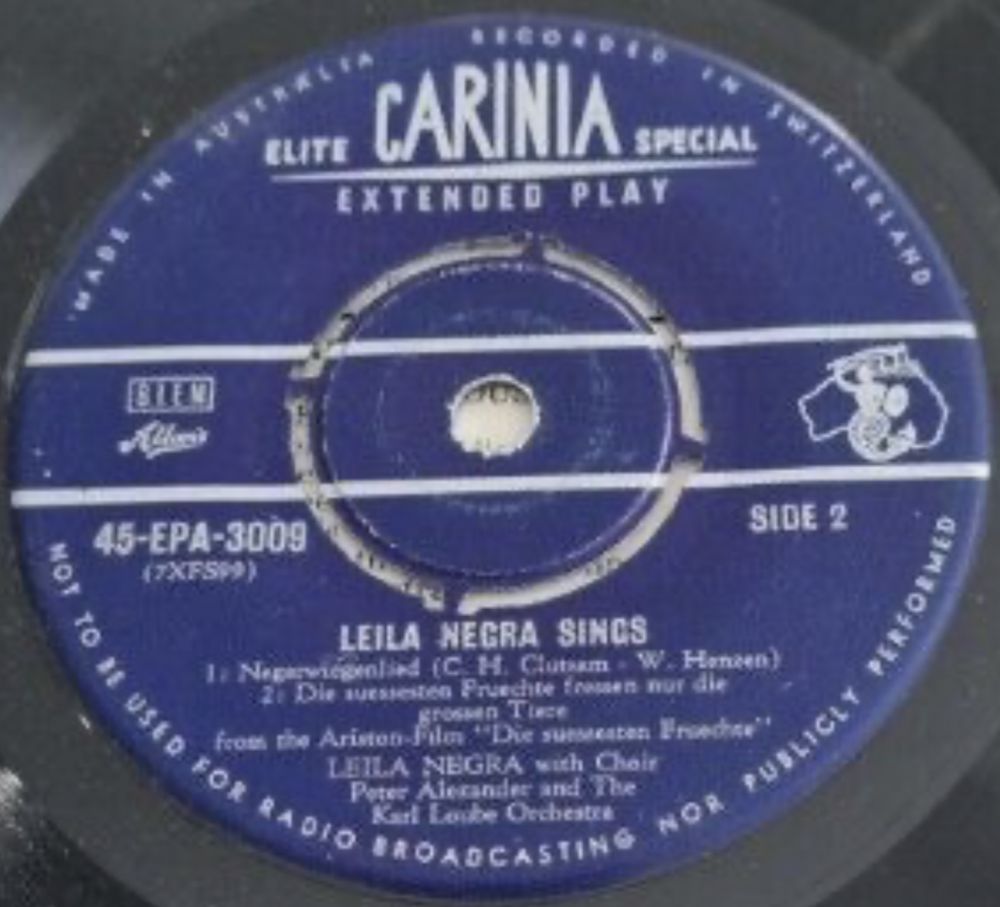 MADE IN AUSTRALIA
RECORDED IN SWITZERLAND
ELITE CARINIA SPECIAL
EXTENDED PLAY
BIEM
45-EPA-3009
(7XFS99)
SIDE 2
LEILA NEGRA SINGS
1: Negerwiegenlied (C. H. Clutsam - W. Henzen)
2: Die suessesten Fruechte fressen nur die
grossen Tiere
from the Ariston-Film "Die suessesten Fruechte"
LEILA NEGRA with Choir
Peter Alexander and The
Karl Loube Orchestra
NOT TO BE USED FOR RADIO BROADCASTING NOR PUBLICLY PERFORMED